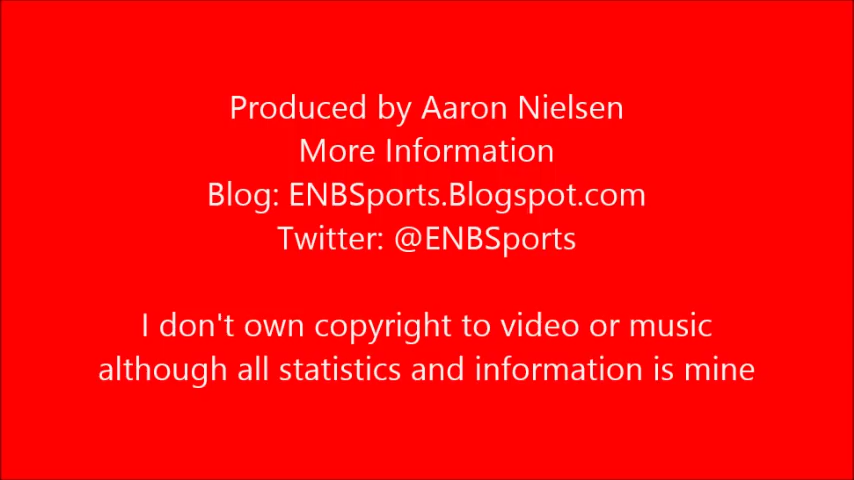 Produced by Aaron Nielsen
More Information
Blog: ENBSports.Blogspot.com
Twitter: @ENBSports
I don't own copyright to video or music
although all statistics and information is mine